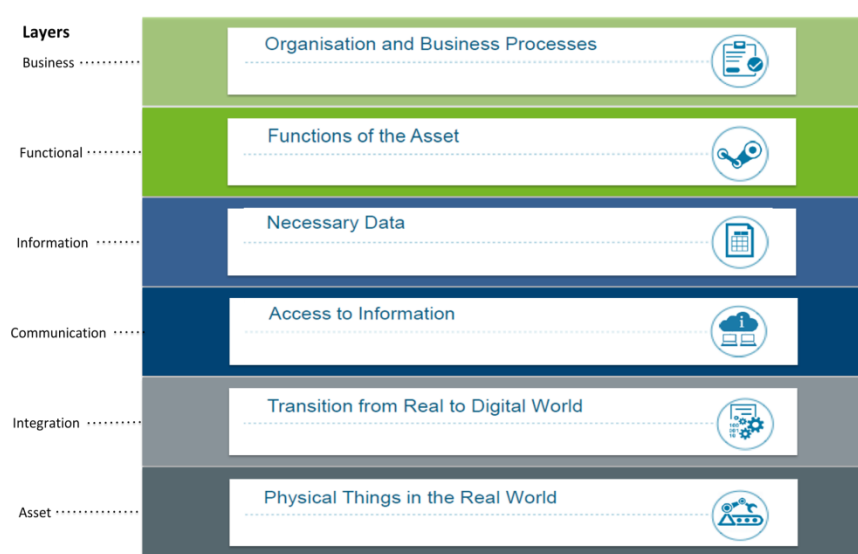 Layers
Business
Organisation and Business Processes
Functional
Functions of the Asset
Information
Necessary Data
Communication
Access to Information
i
Integration
Transition from Real to Digital World
Asset
Physical Things in the Real World